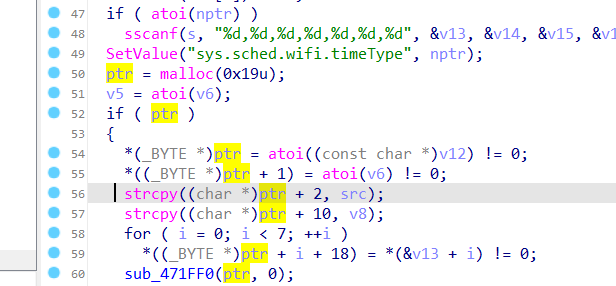 47 if ( atoi(nptr) )
48 sscanf(s, "%d,%d,%d,%d,%d,%d,%d", &v13, &v14, &v15, &v1
49 SetValue("sys.sched.wifi.timeType", nptr);
50 ptr = malloc(0x19u);
51 v5 = atoi(v6);
52 if ( ptr )
53 {
54 *(_BYTE *)ptr = atoi((const char *)v12) != 0;
55 *((_BYTE *)ptr + 1) = atoi(v6) != 0;
56 strcpy((char *)ptr + 2, src);
57 strcpy((char *)ptr + 10, v8);
58 for ( i = 0; i < 7; ++i )
59 *((_BYTE *)ptr + i + 18) = *(&v13 + i) != 0;
60 sub_471FF0(ptr, 0);